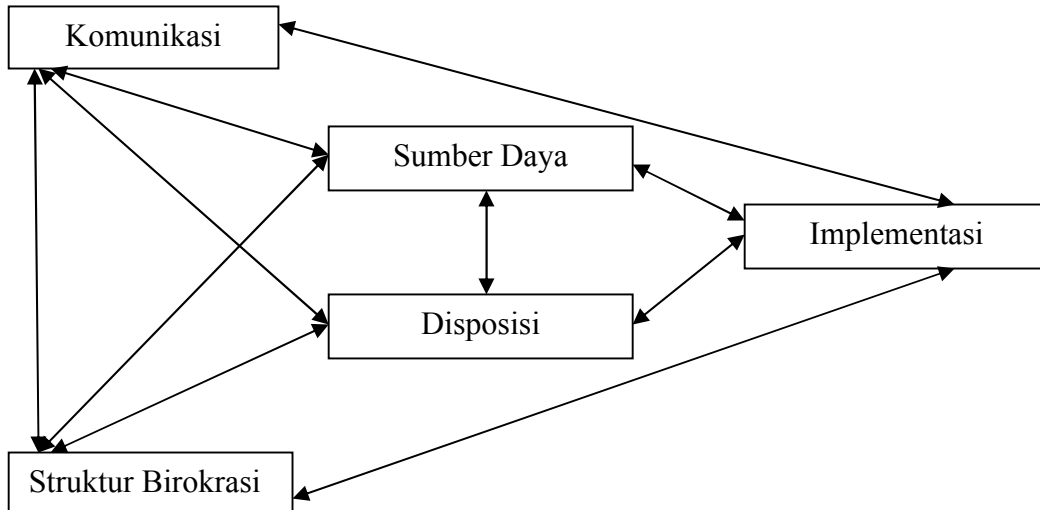 Komunikasi
Sumber Daya
Implementasi
Disposisi
Struktur Birokrasi